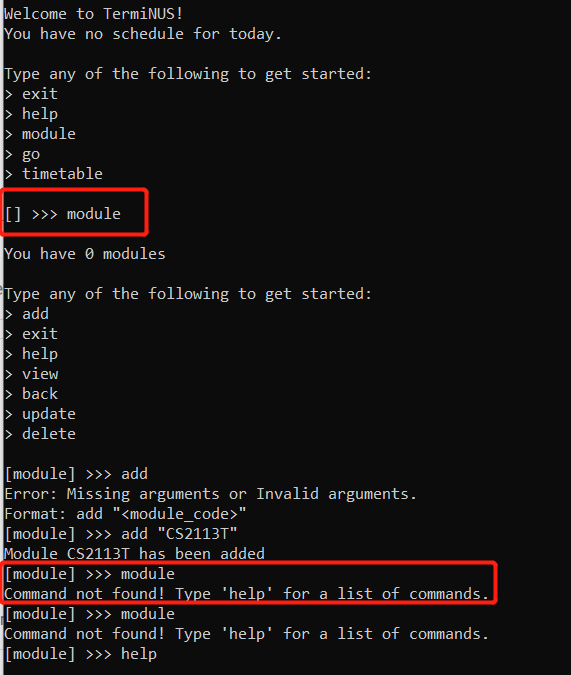 Welcome to TermiNUS!
You have no schedule for today.
Type any of the following to get started:
> exit
> help
> module
> go
> timetable
[] >>> module
You have 0 modules
Type any of the following to get started:
> add
> exit
> help
> view
> back
> update
> delete
[module] >>> add
Error: Missing arguments or Invalid arguments.
Format: add "<module_code>"
[module] >>> add "CS2113T"
Module CS2113T has been added
[module] >>> module
Command not found! Type 'help' for a list of commands.
[module] >>> module
Command not found! Type 'help' for a list of commands.
[module] >>> help